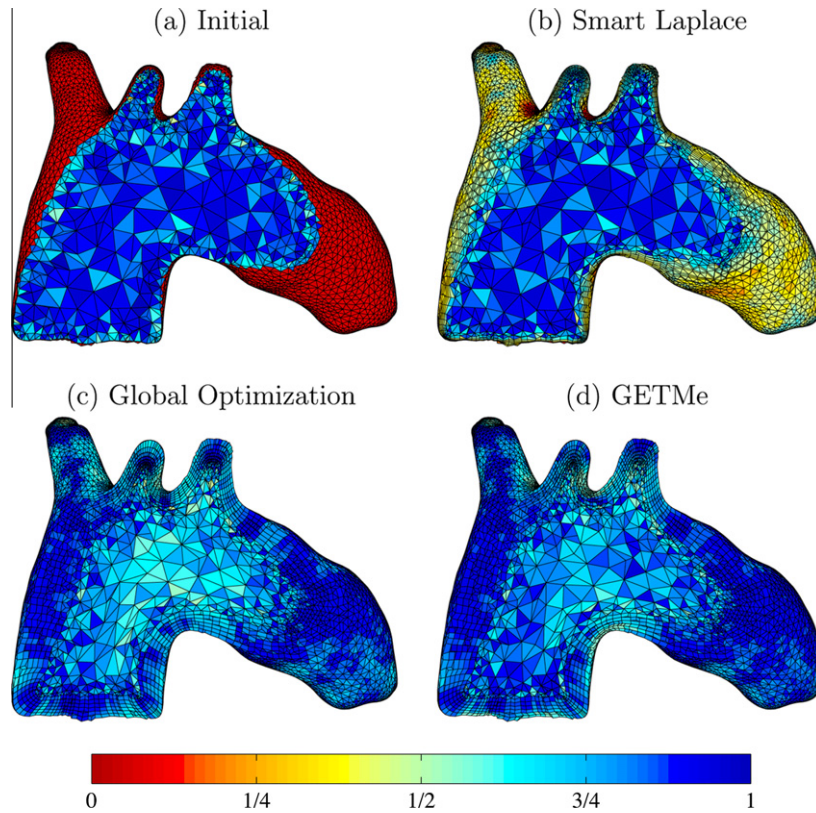 (a) Initial
(b) Smart Laplace
(c) Global Optimization
(d) GETMe
0 1/4 1/2 3/4 1